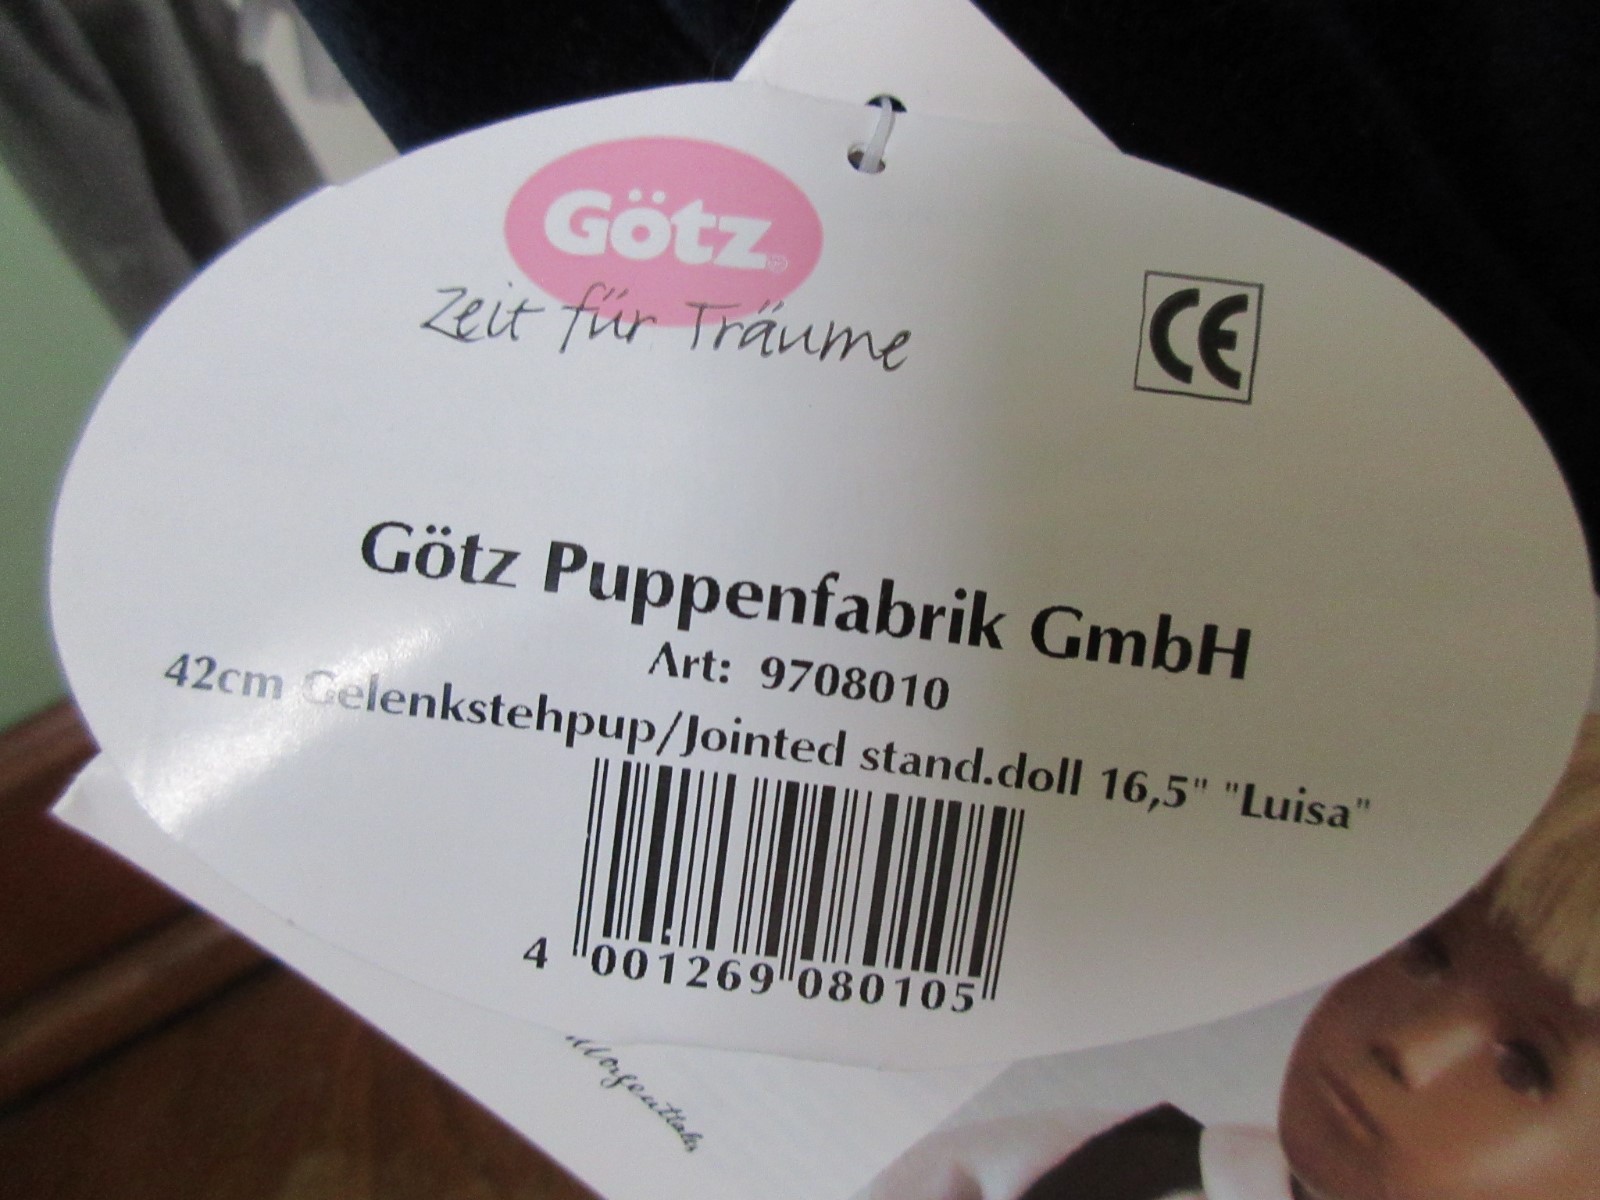 Götz
Zeit für Träume
CE
Götz Puppenfabrik GmbH
Art: 9708010
42cm Gelenkstehpup/Jointed stand.doll 16,5" "Luisa"
4 001269 080105
Morgenthaler